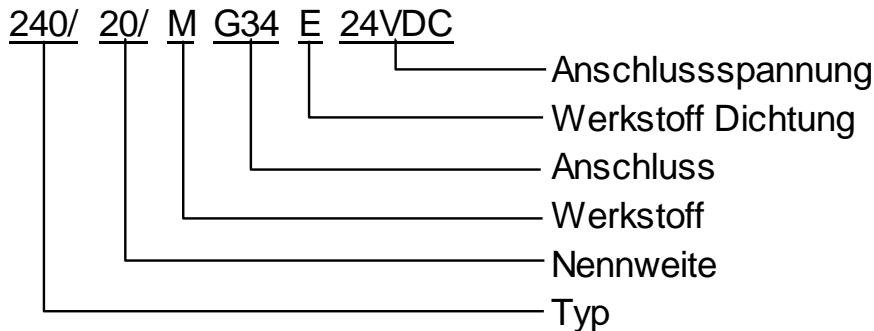 240/ 20/ M G34 E 24VDC
Anschlussspannung
Werkstoff Dichtung
Anschluss
Werkstoff
Nennweite
Typ